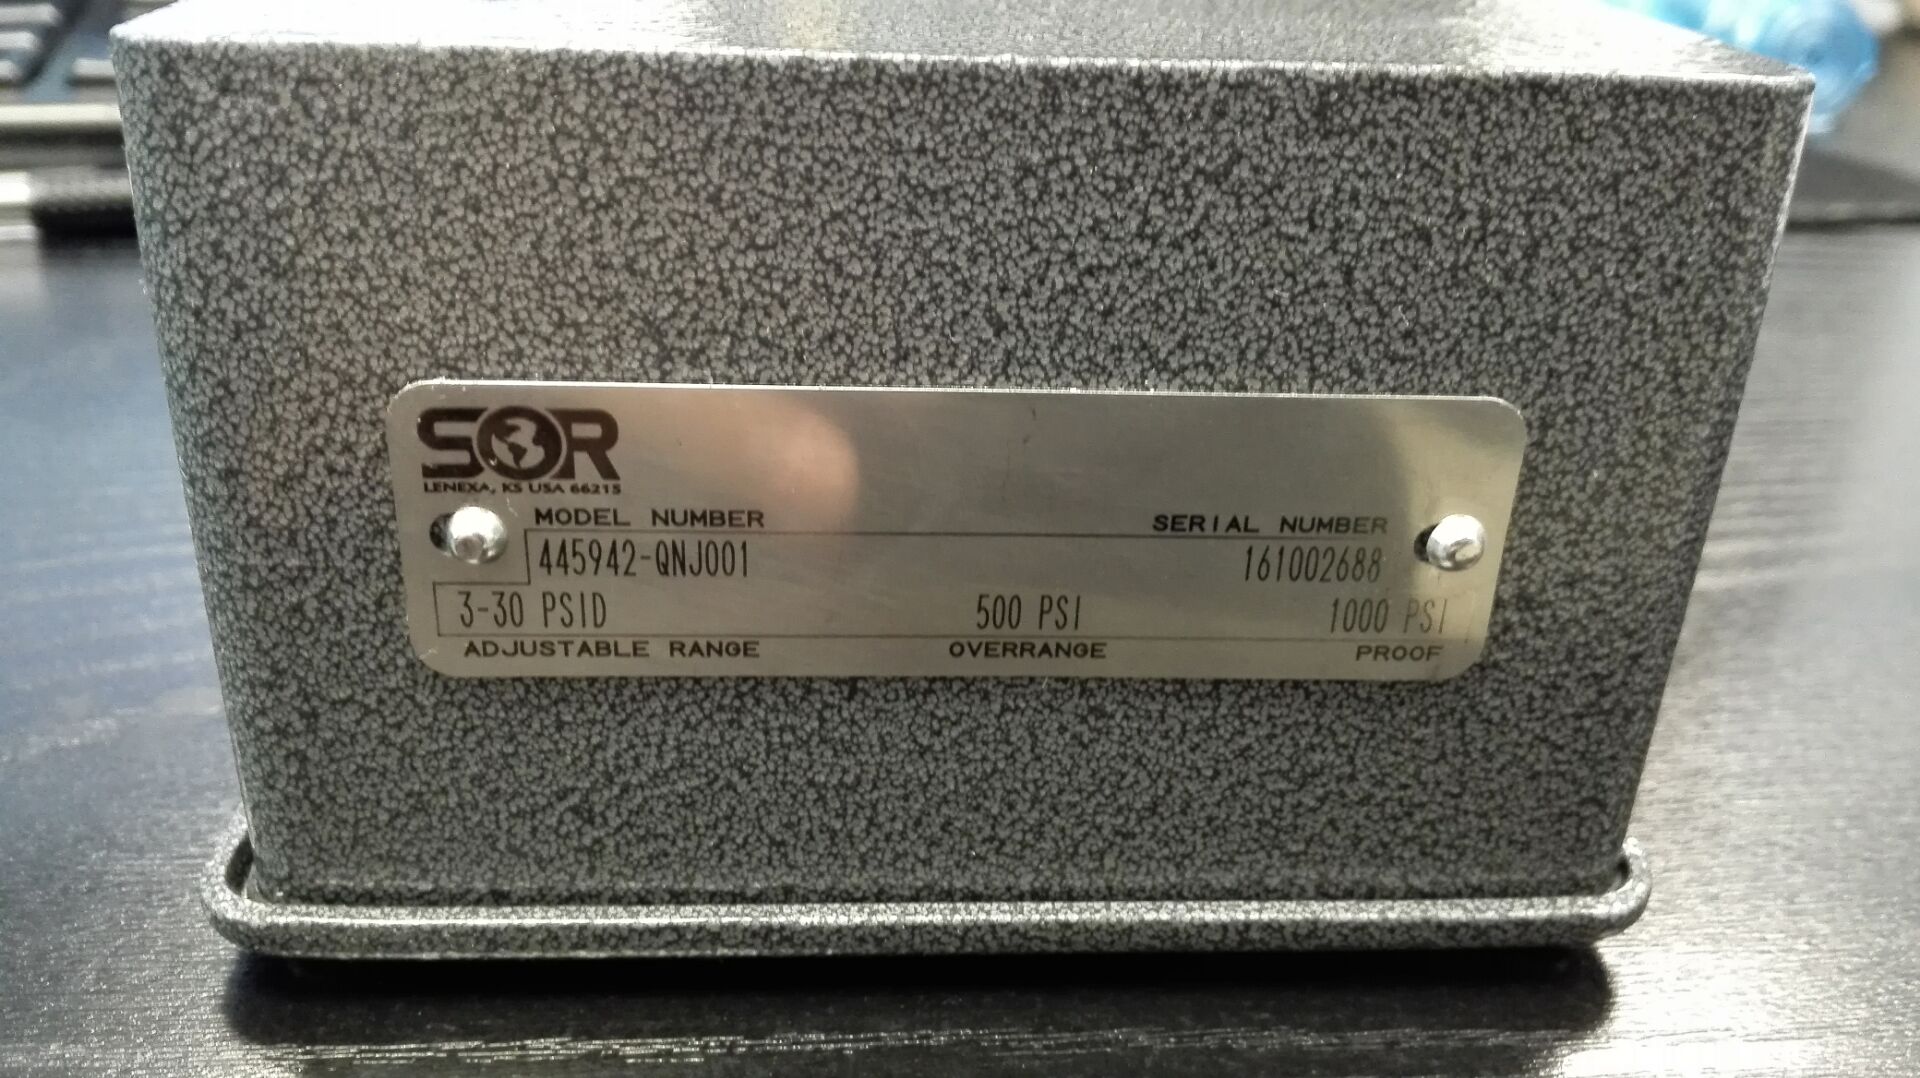 SOR
LENEXA, KS USA 66215
MODEL NUMBER SERIAL NUMBER
445942-QNJ001 161002688
3-30 PSID 500 PSI 1000 PSI
ADJUSTABLE RANGE OVERRANGE PROOF